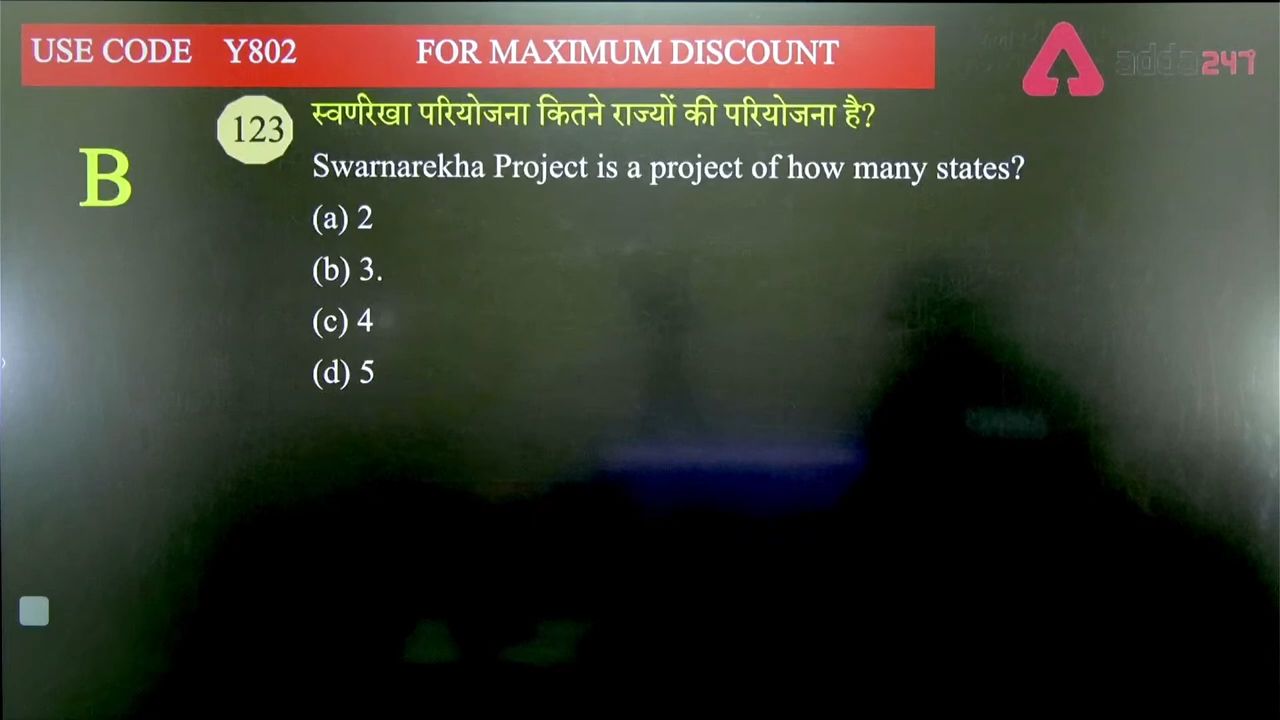 USE CODE Y802 FOR MAXIMUM DISCOUNT
adda247
123
स्वर्णरेखा परियोजना कितने राज्यों की परियोजना है?
B
Swarnarekha Project is a project of how many states?
(a) 2
(b) 3.
(c) 4
(d) 5